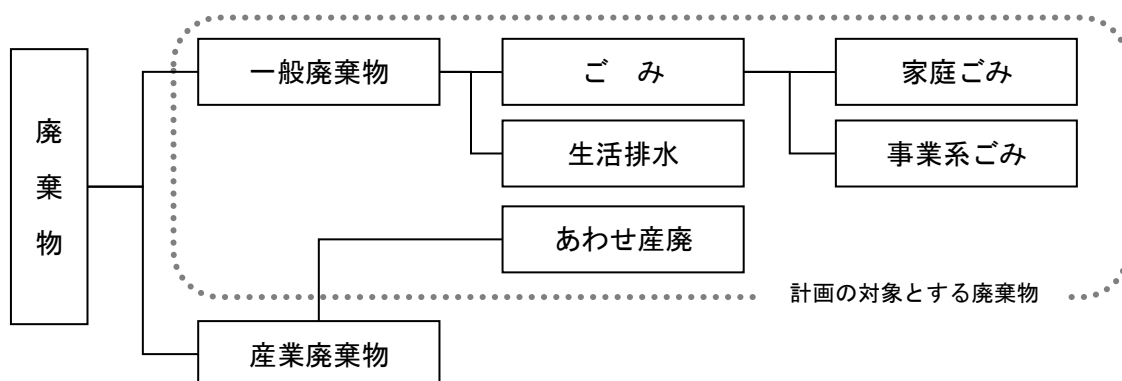 廃棄物
一般廃棄物
ご　み
家庭ごみ
生活排水
事業系ごみ
あわせ産廃
計画の対象とする廃棄物
産業廃棄物